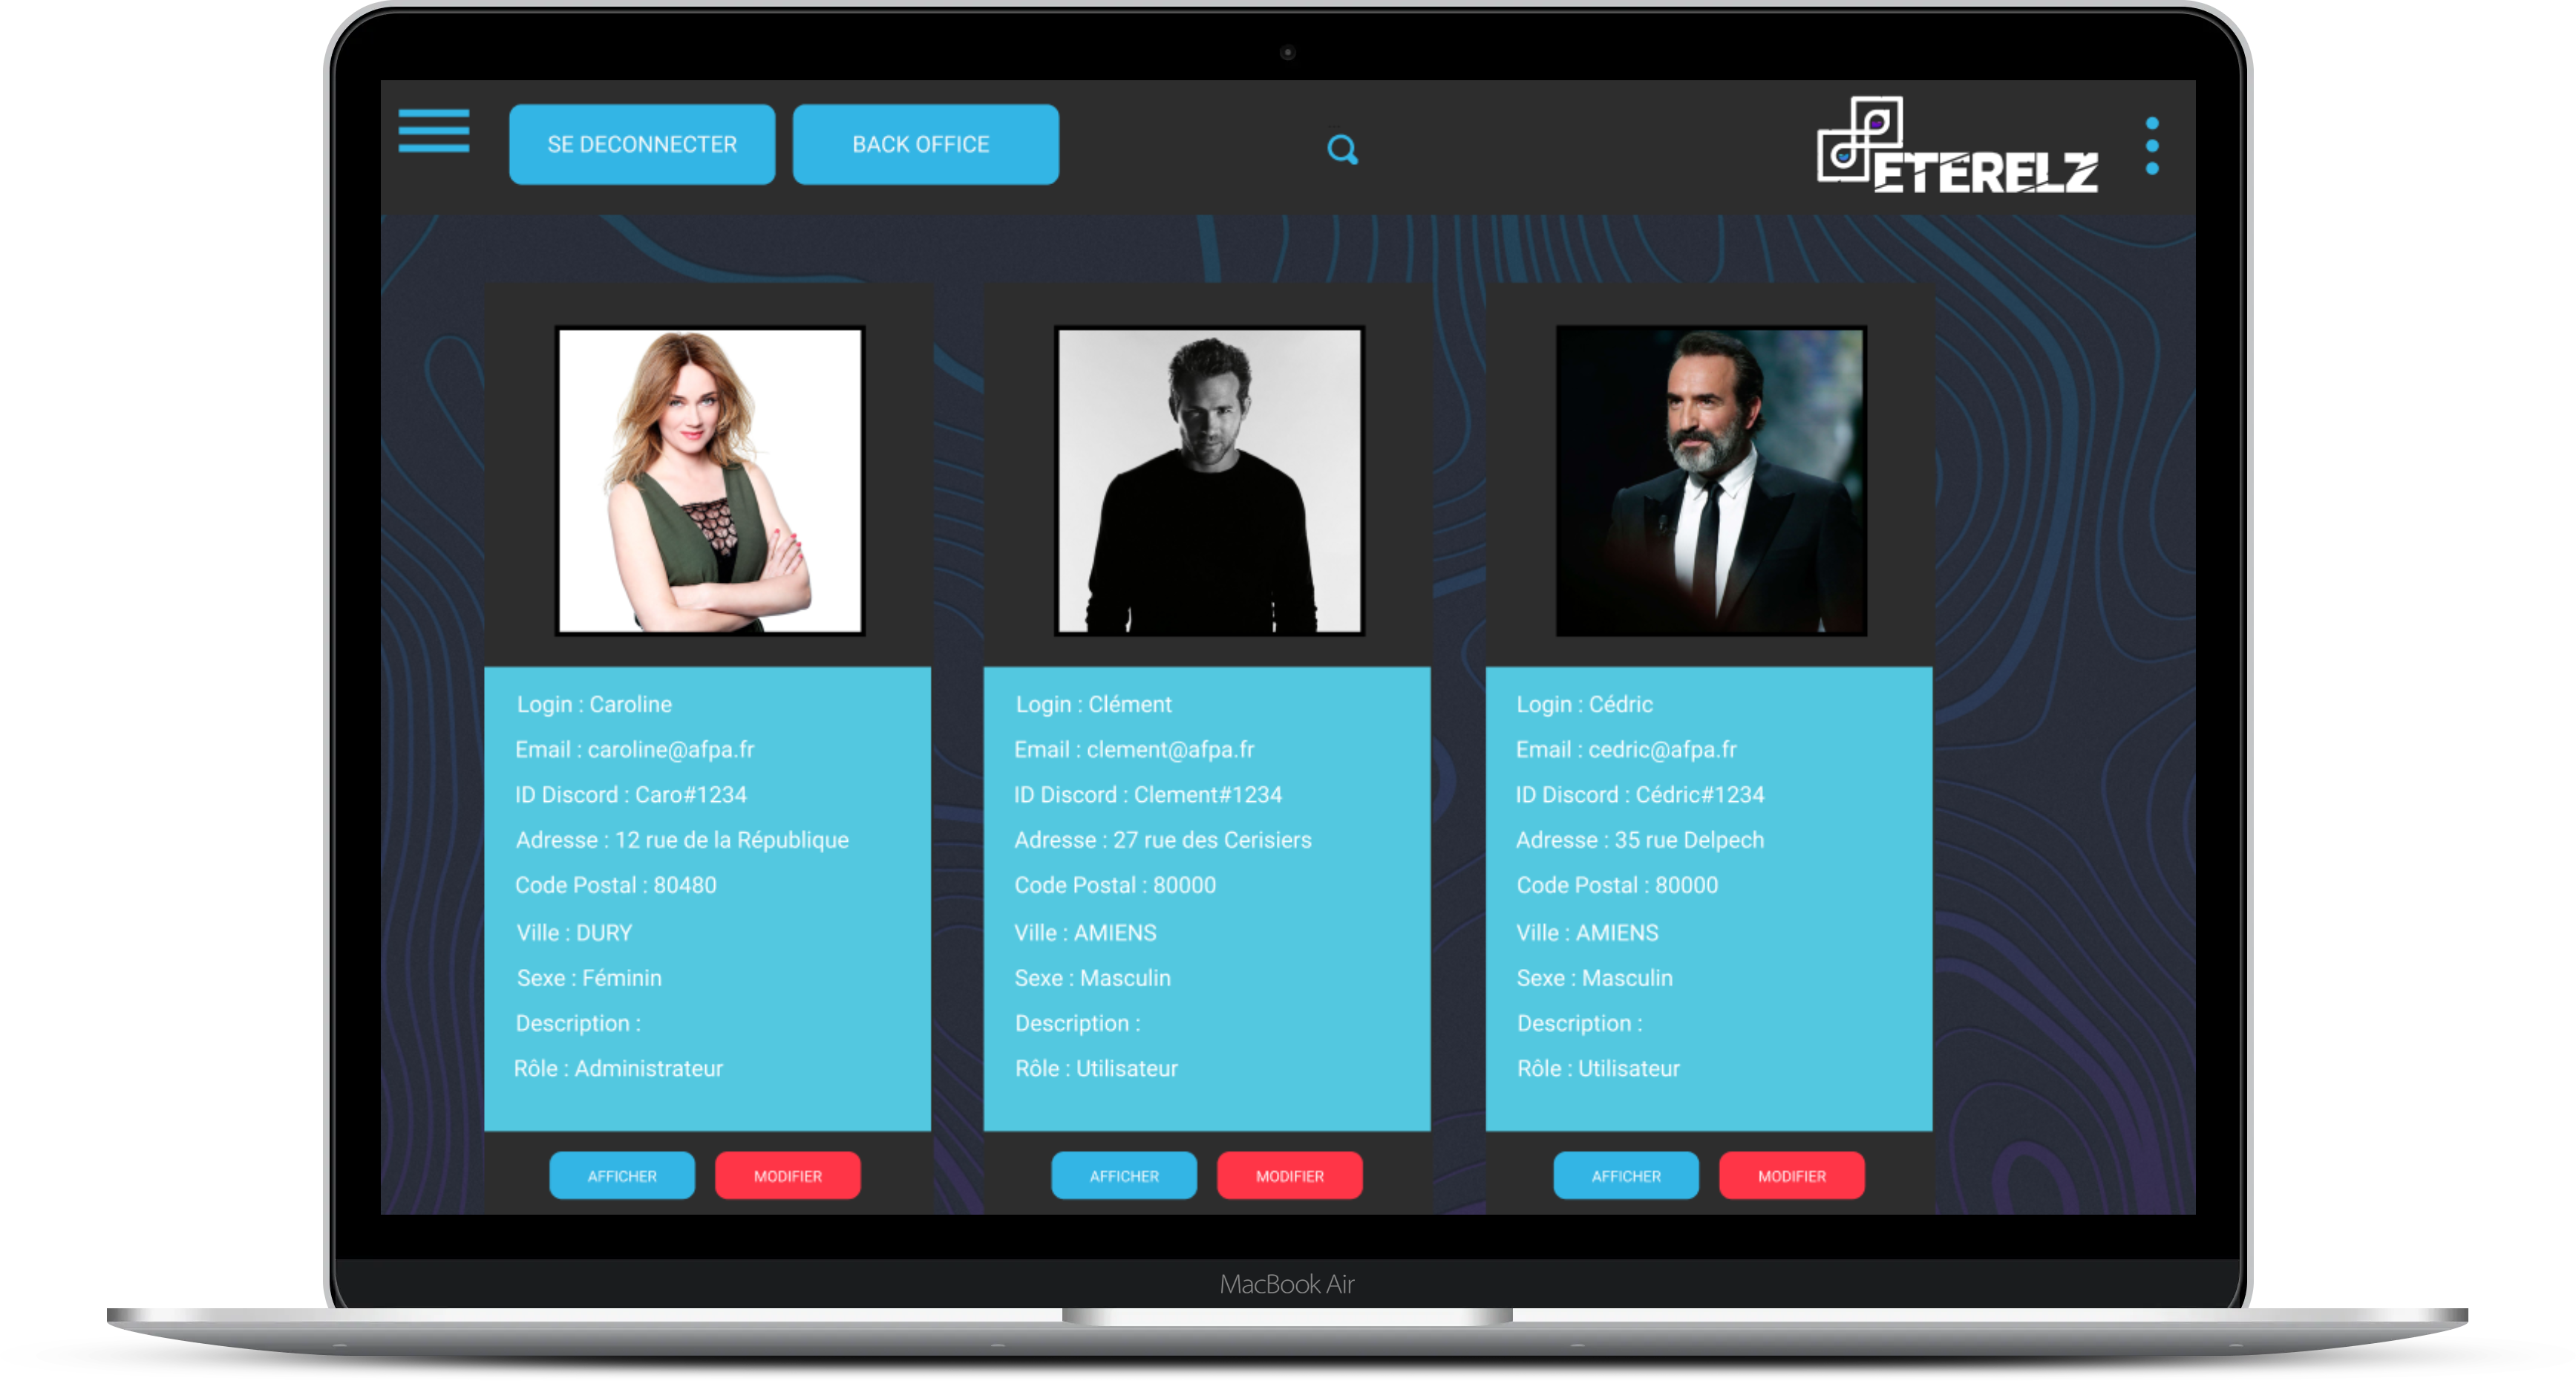 SE DECONNECTER
BACK OFFICE
ETERELZ
Login : Caroline
Email : caroline@afpa.fr
ID Discord : Caro#1234
Adresse : 12 rue de la République
Code Postal : 80480
Ville : DURY
Sexe : Féminin
Description :
Rôle : Administrateur
AFFICHER
MODIFIER
Login : Clément
Email : clement@afpa.fr
ID Discord : Clement#1234
Adresse : 27 rue des Cerisiers
Code Postal : 80000
Ville : AMIENS
Sexe : Masculin
Description :
Rôle : Utilisateur
AFFICHER
MODIFIER
Login : Cédric
Email : cedric@afpa.fr
ID Discord : Cédric#1234
Adresse : 35 rue Delpech
Code Postal : 80000
Ville : AMIENS
Sexe : Masculin
Description :
Rôle : Utilisateur
AFFICHER
MODIFIER
MacBook Air